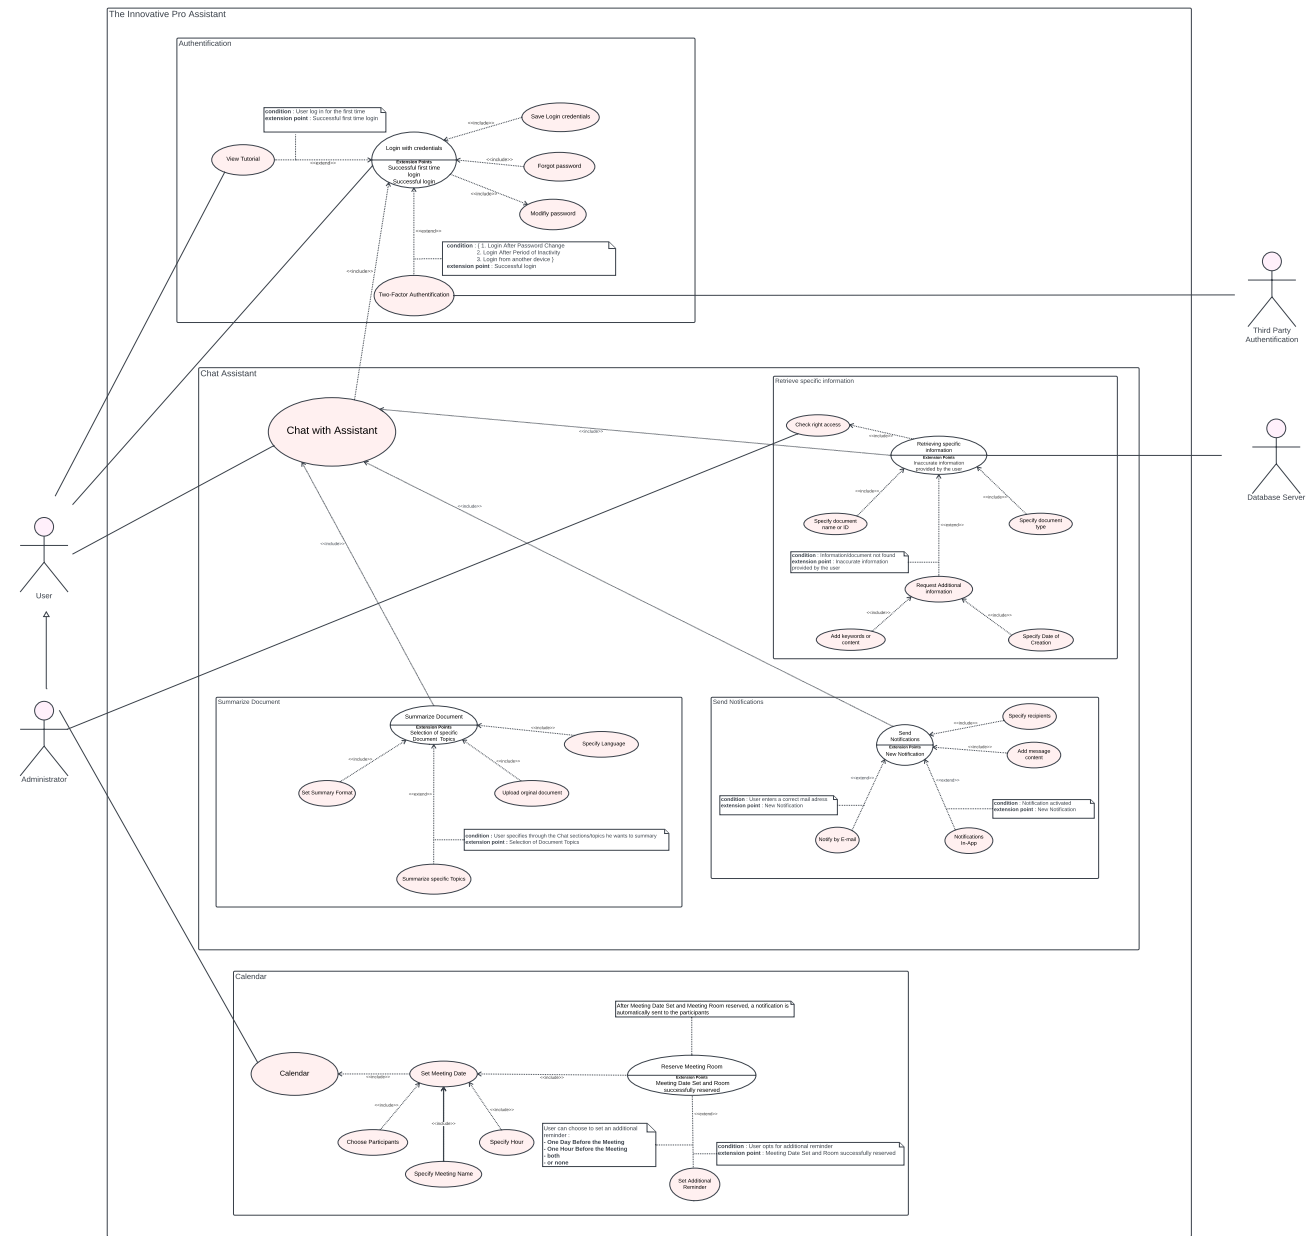 The Innovative Pro Assistant
Authentification
condition : User log in for the first time
extension point : Successful first time login
View Tutorial
<<extend>>
Login with credentials
Extension Points
Successful first time
login
Successful login
<<include>>
Save Login credentials
<<include>>
Forgot password
<<include>>
Modifiy password
<<extend>>
condition : { 1. Login After Password Change
2. Login After Period of Inactivity
3. Login from another device }
extension point : Successful login
<<include>>
Two-Factor Authentification
Third Party
Authentification
Chat Assistant
Chat with Assistant
<<include>>
<<include>>
<<include>>
Retrieve specific information
Check right access
<<include>>
Retrieving specific
information
Extension Points
Inaccurate information
provided by the user
<<include>>
<<include>>
Specify document
name or ID
<<extend>>
Specify document
type
condition : Information/document not found
extension point : Inaccurate information
provided by the user
Request Additional
information
<<include>>
<<include>>
Add keywords or
content
Specify Date of
Creation
Database Server
User
Administrator
Summarize Document
Summarize Document
Extension Points
Selection of specific
Document Topics
<<include>>
Specify Language
<<include>>
<<include>>
Set Summary Format
<<extend>>
Upload orginal document
condition : User specifies through the Chat sections/topics he wants to summary
extension point : Selection of Document Topics
Summarize specific Topics
Send Notifications
Send
Notifications
Extension Points
New Notification
<<include>>
Specify recipients
<<include>>
Add message
content
<<extend>>
<<extend>>
condition : User enters a correct mail adress
extension point : New Notification
condition : Notification activated
extension point : New Notification
Notify by E-mail
Notifications
In-App
Calendar
After Meeting Date Set and Meeting Room reserved, a notification is
automatically sent to the participants
Calendar
<<include>>
Set Meeting Date
<<include>>
Reserve Meeting Room
Extension Points
Meeting Date Set and Room
successfully reserved
<<include>>
<<include>>
<<include>>
Choose Participants
Specify Hour
Specify Meeting Name
<<extend>>
User can choose to set an additional
reminder :
- One Day Before the Meeting
- One Hour Before the Meeting
- both
- or none
condition : User opts for additional reminder
extension point : Meeting Date Set and Room successfully reserved
Set Additional
Reminder